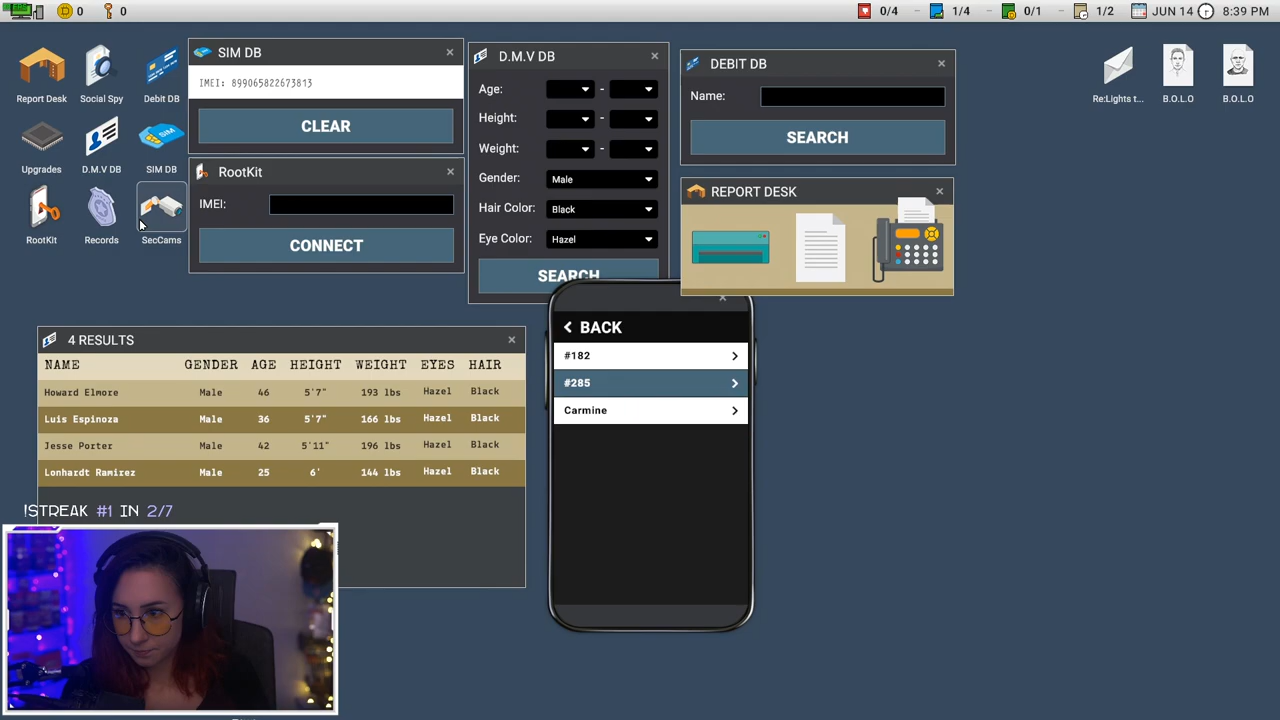 0
0
0/4
1/4
0/1
1/2
JUN 14
8:39 PM
Report Desk
Social Spy
Debit DB
Upgrades
D.M.V DB
SIM DB
RootKit
Records
SecCams
Re:Lights t...
B.O.L.O
B.O.L.O
SIM DB
IMEI: 899065822673813
CLEAR
RootKit
IMEI:
CONNECT
D.M.V DB
Age: -
Height: -
Weight: -
Gender: Male
Hair Color: Black
Eye Color: Hazel
SEARCH
DEBIT DB
Name:
SEARCH
REPORT DESK
BACK
#182
#285
Carmine
4 RESULTS
NAME GENDER AGE HEIGHT WEIGHT EYES HAIR
Howard Elmore Male 46 5'7" 193 lbs Hazel Black
Luis Espinoza Male 36 5'7" 166 lbs Hazel Black
Jesse Porter Male 42 5'11" 196 lbs Hazel Black
Lonhardt Ramirez Male 25 6' 144 lbs Hazel Black
!STREAK #1 IN 2/7